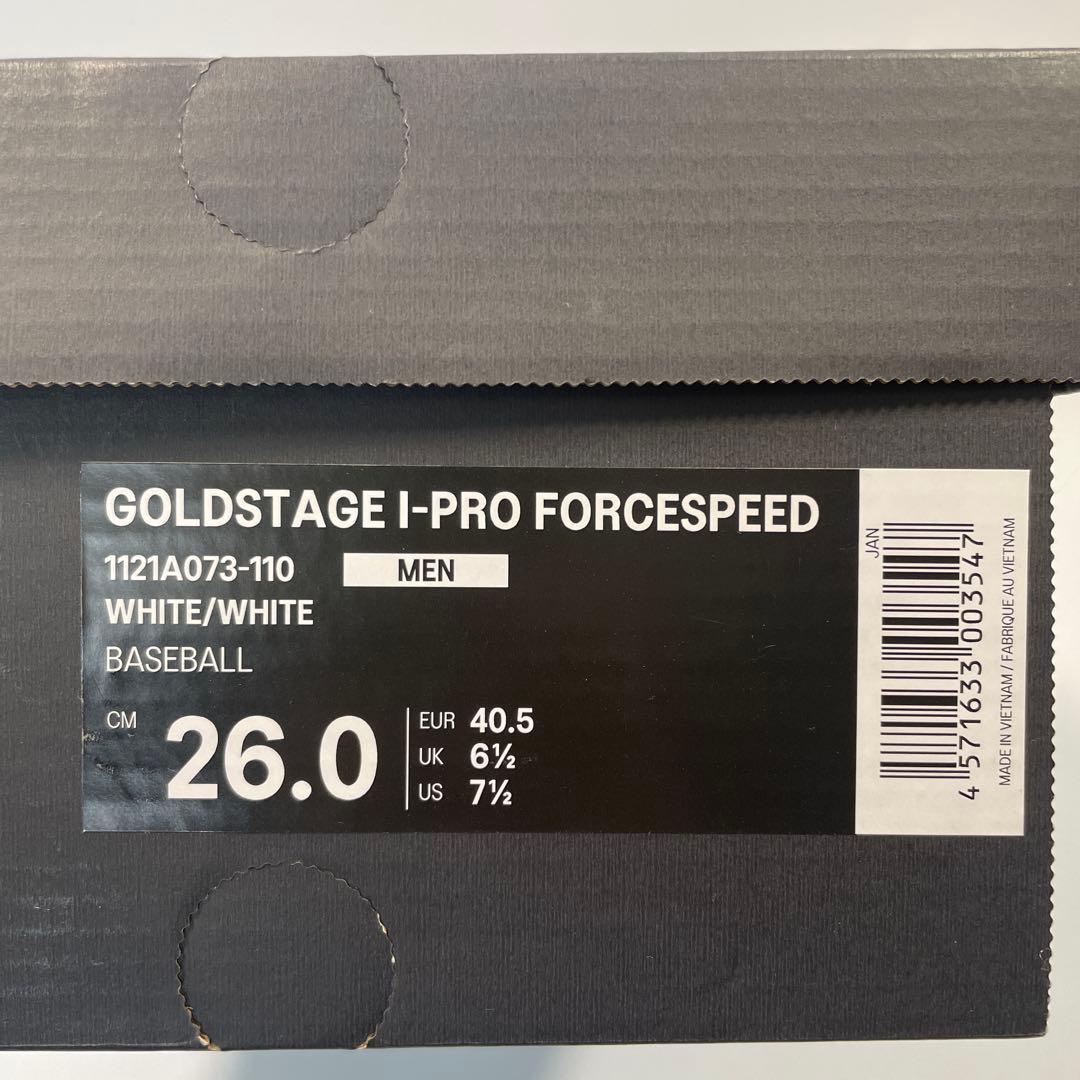 GOLDSTAGE I-PRO FORCESPEED
1121A073-110 MEN
WHITE/WHITE
BASEBALL
CM 26.0
EUR 40.5
UK 6½
US 7½
JAN
4 571633 003547
MADE IN VIETNAM / FABRIQUE AU VIETNAM